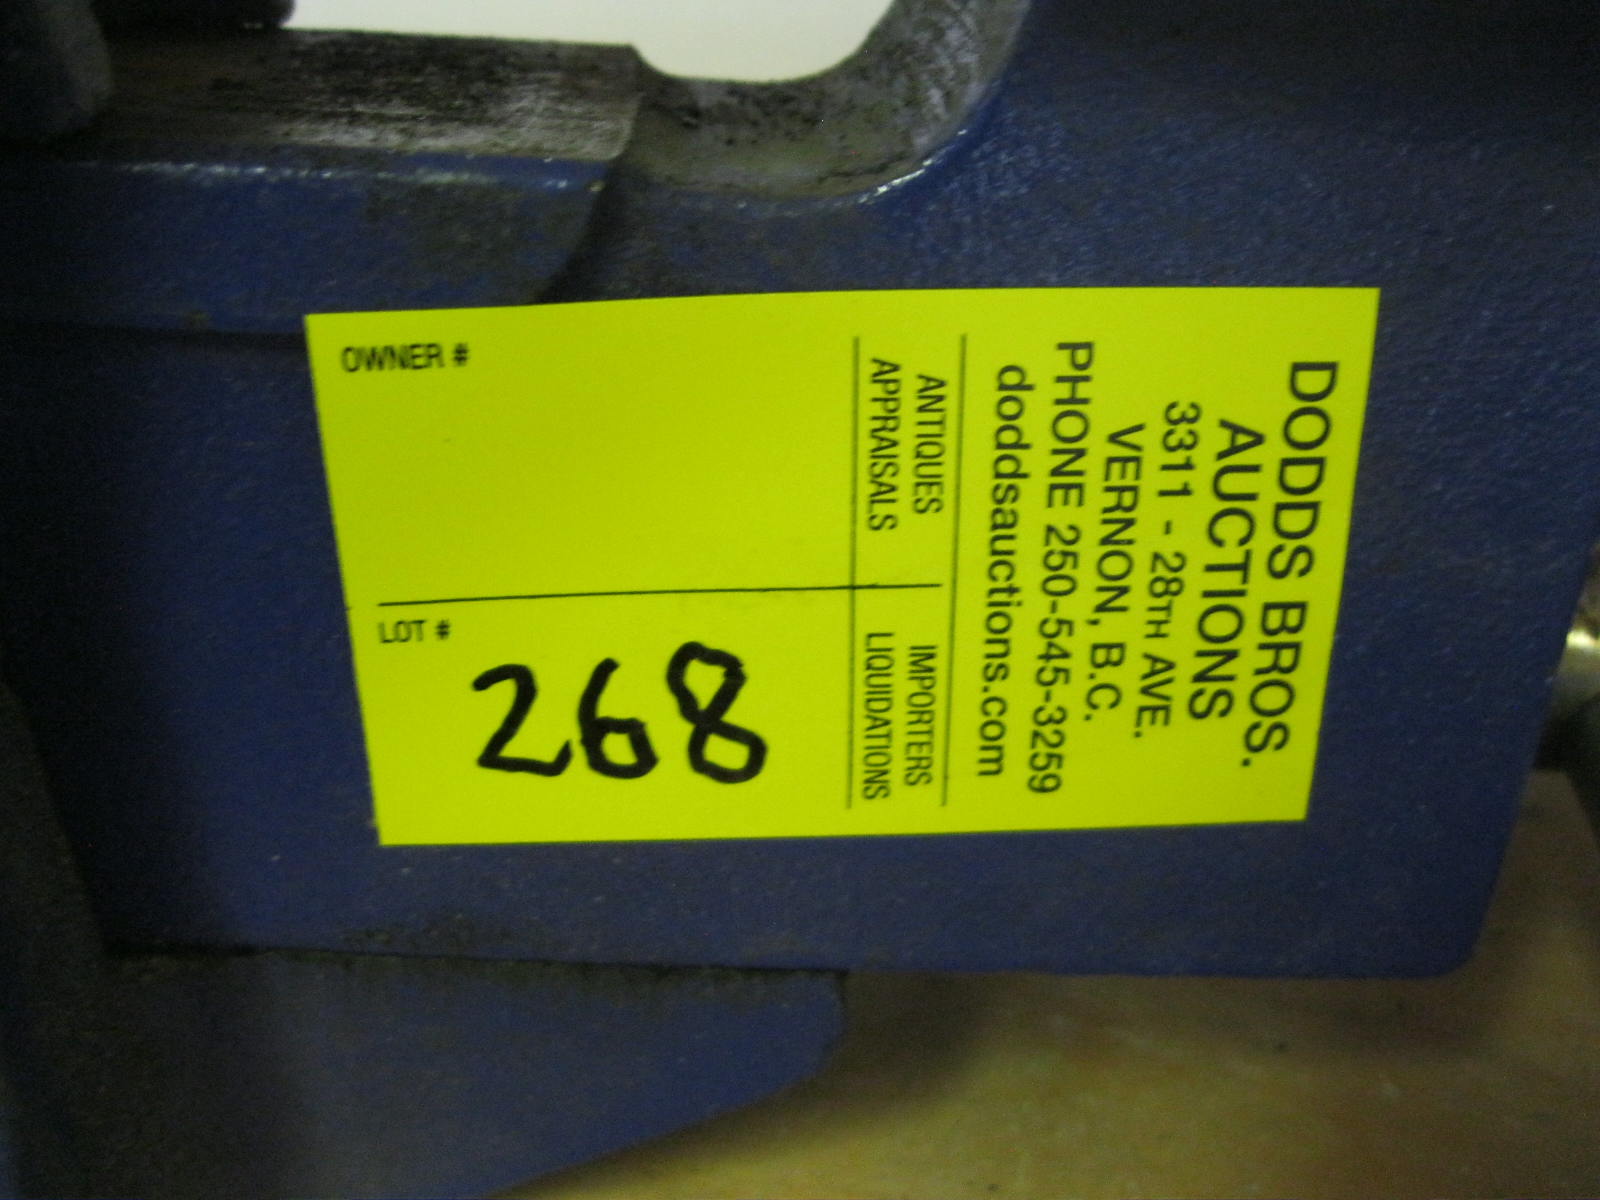 DODDS BROS.
AUCTIONS
3311 - 28TH AVE.
VERNON, B.C.
PHONE 250-545-3259
doddsauctions.com
ANTIQUES
APPRAISALS
IMPORTERS
LIQUIDATIONS
OWNER #
LOT #
268